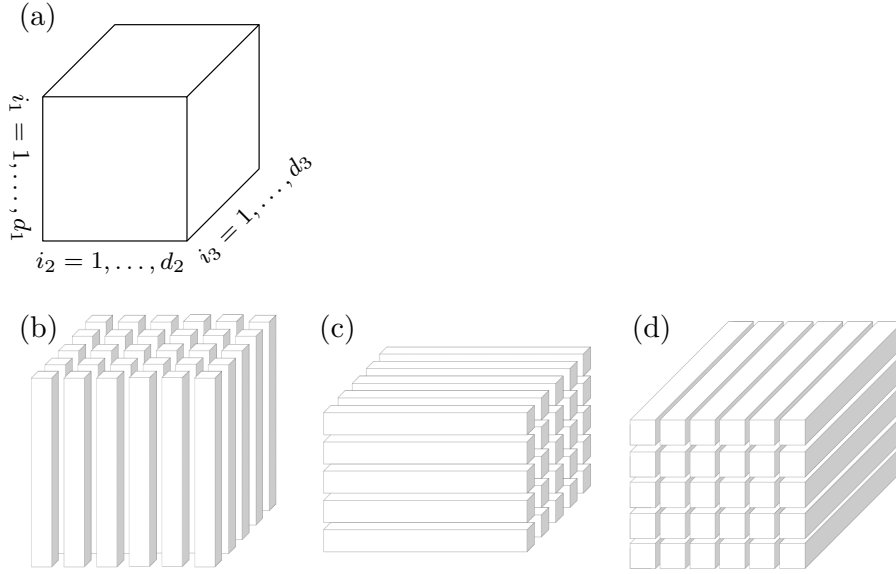 (a)
i₁ = 1, . . . , d₁
i₂ = 1, . . . , d₂
i₃ = 1, . . . , d₃
(b)
(c)
(d)